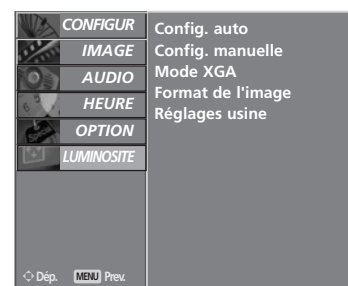 CONFIGUR
IMAGE
AUDIO
HEURE
OPTION
LUMINOSITE
Config. auto
Config. manuelle
Mode XGA
Format de l'image
Réglages usine
Dép. MENU Prev.